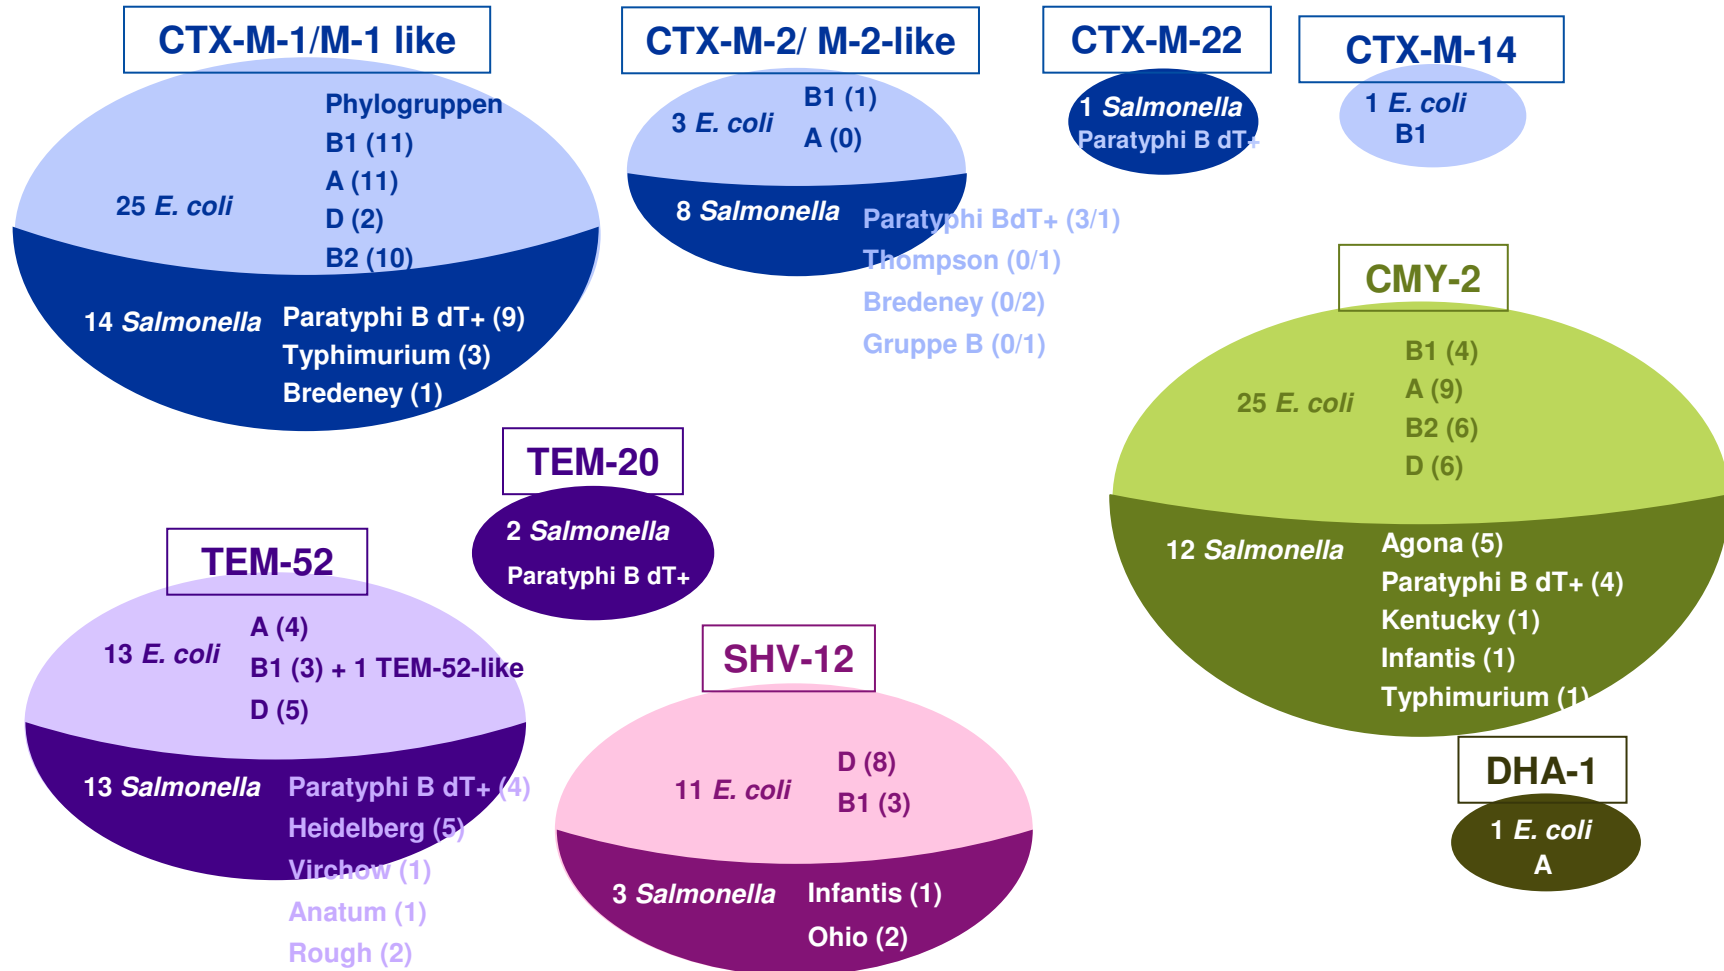 CTX-M-1/M-1 like
Phylogruppen
B1 (11)
A (11)
25 E. coli
D (2)
B2 (10)
14 Salmonella
Paratyphi B dT+ (9)
Typhimurium (3)
Bredeney (1)
CTX-M-2/ M-2-like
3 E. coli
B1 (1)
A (0)
8 Salmonella
Paratyphi BdT+ (3/1)
Thompson (0/1)
Bredeney (0/2)
Gruppe B (0/1)
CTX-M-22
1 Salmonella
Paratyphi B dT+
CTX-M-14
1 E. coli
B1
CMY-2
25 E. coli
B1 (4)
A (9)
B2 (6)
D (6)
12 Salmonella
Agona (5)
Paratyphi B dT+ (4)
Kentucky (1)
Infantis (1)
Typhimurium (1)
TEM-20
2 Salmonella
Paratyphi B dT+
TEM-52
13 E. coli
A (4)
B1 (3) + 1 TEM-52-like
D (5)
13 Salmonella
Paratyphi B dT+ (4)
Heidelberg (5)
Virchow (1)
Anatum (1)
Rough (2)
SHV-12
11 E. coli
D (8)
B1 (3)
3 Salmonella
Infantis (1)
Ohio (2)
DHA-1
1 E. coli
A